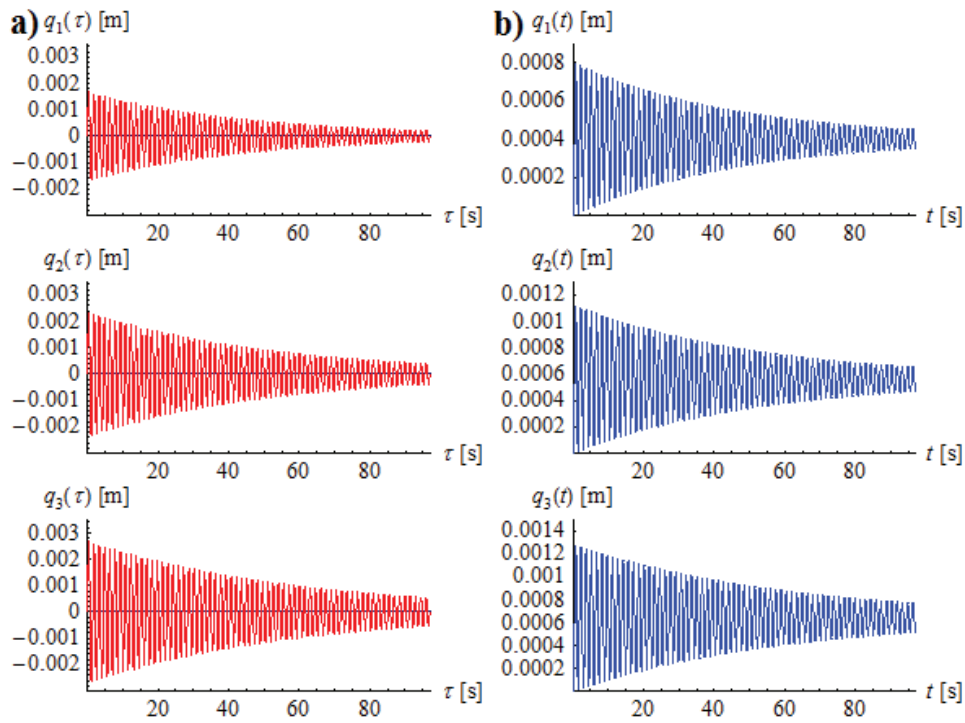 a) q₁(τ) [m]
0.003
0.002
0.001
0
−0.001
−0.002
20 40 60 80 τ [s]
q₂(τ) [m]
0.003
0.002
0.001
0
−0.001
−0.002
20 40 60 80 τ [s]
q₃(τ) [m]
0.003
0.002
0.001
0
−0.001
−0.002
20 40 60 80 τ [s]
b) q₁(t) [m]
0.0008
0.0006
0.0004
0.0002
20 40 60 80 t [s]
q₂(t) [m]
0.0012
0.001
0.0008
0.0006
0.0004
0.0002
20 40 60 80 t [s]
q₃(t) [m]
0.0014
0.0012
0.001
0.0008
0.0006
0.0004
0.0002
20 40 60 80 t [s]